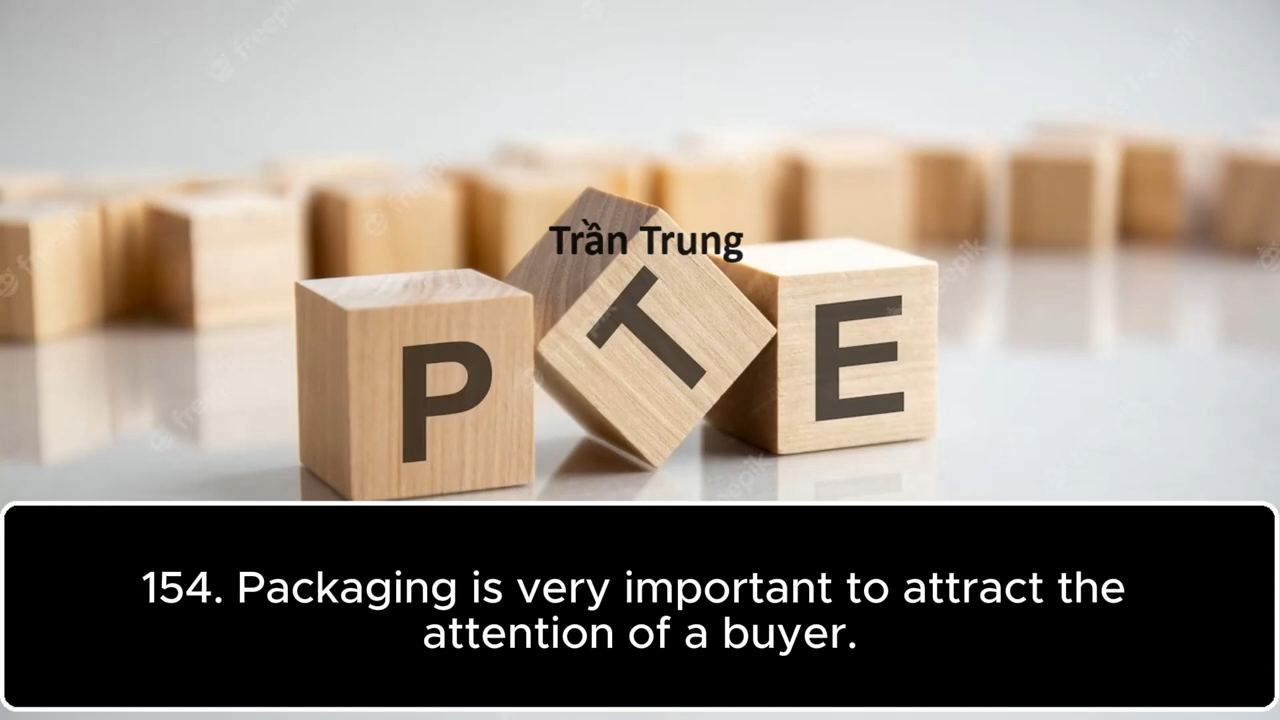 Trần Trung
P T E
154. Packaging is very important to attract the
attention of a buyer.